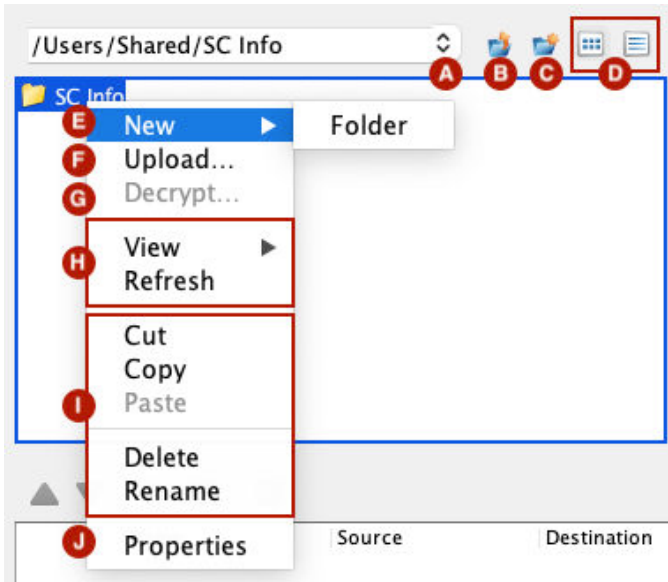 /Users/Shared/SC Info
A B C D
SC Info
E New Folder
F Upload...
G Decrypt...
H View
Refresh
Cut
Copy
I Paste
Delete
Rename
J Properties Source Destination